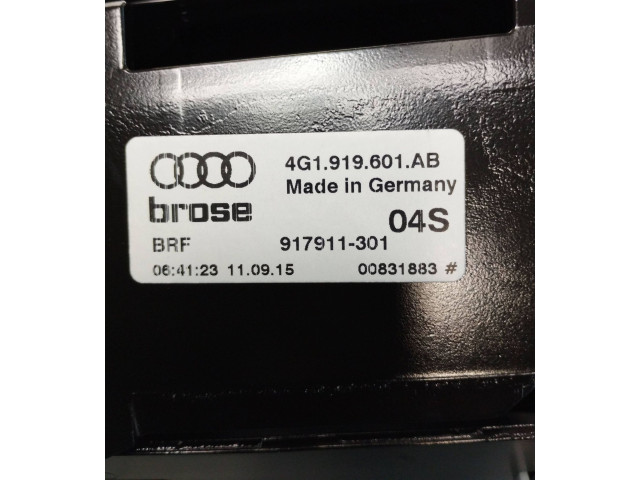 4G1.919.601.AB
Made in Germany
brose 04S
BRF 917911-301
06:41:23 11.09.15 00831883 #